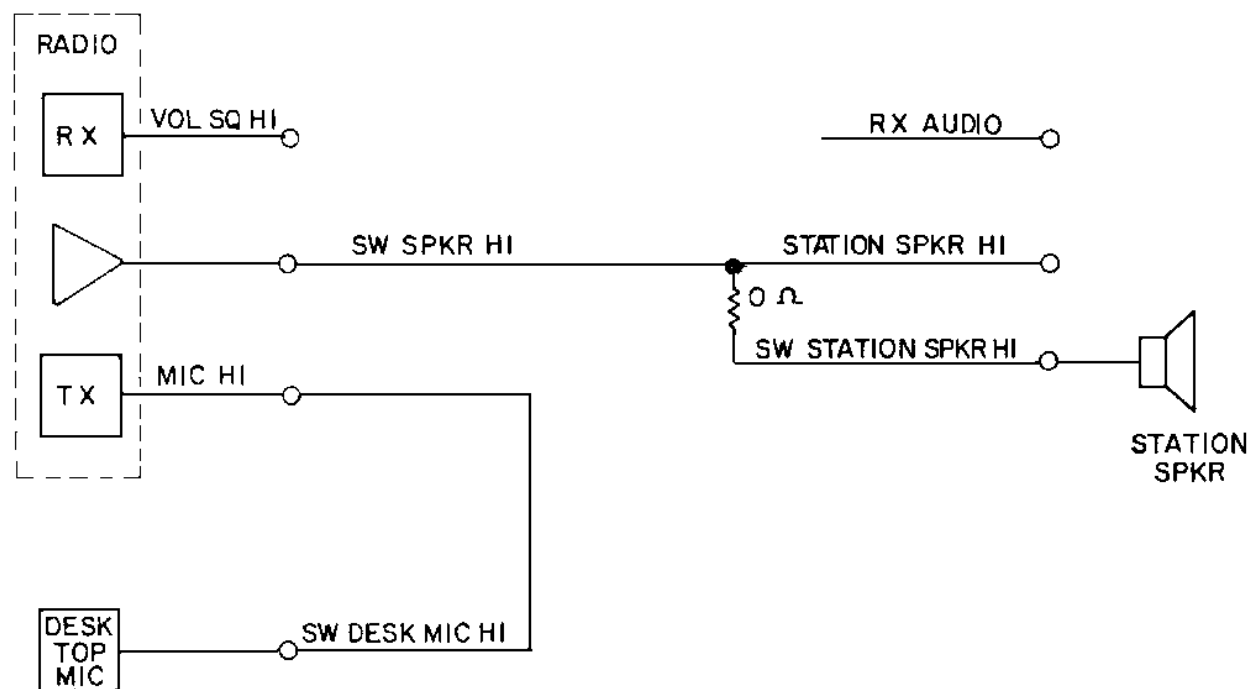 RADIO
RX
VOL SQ HI
RX AUDIO
SW SPKR HI
STATION SPKR HI
0 Ω
SW STATION SPKR HI
STATION
SPKR
TX
MIC HI
DESK
TOP
MIC
SW DESK MIC HI